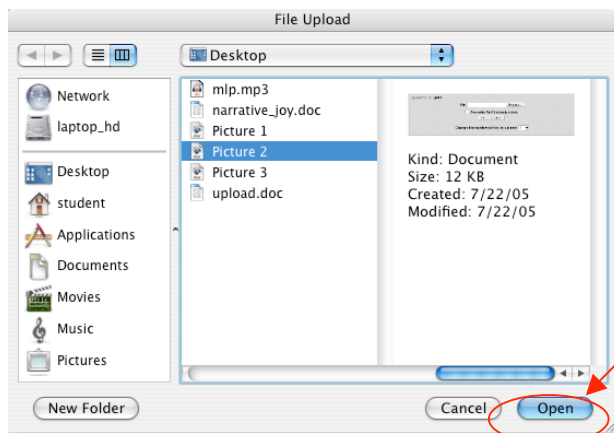 File Upload
Desktop
Network
laptop_hd
Desktop
student
Applications
Documents
Movies
Music
Pictures
mlp.mp3
narrative_joy.doc
Picture 1
Picture 2
Picture 3
upload.doc
Kind: Document
Size: 12 KB
Created: 7/22/05
Modified: 7/22/05
New Folder
Cancel
Open